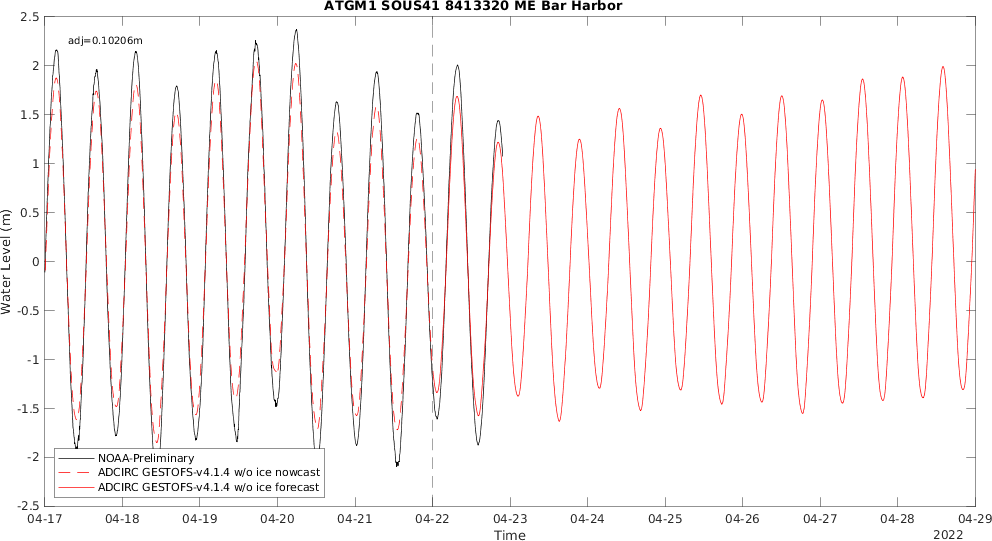 ATGM1 SOUS41 8413320 ME Bar Harbor
adj=0.10206m
2.5
2
1.5
1
0.5
0
-0.5
-1
-1.5
-2
-2.5
Water Level (m)
NOAA-Preliminary
ADCIRC GESTOFS-v4.1.4 w/o ice nowcast
ADCIRC GESTOFS-v4.1.4 w/o ice forecast
04-17 04-18 04-19 04-20 04-21 04-22 04-23 04-24 04-25 04-26 04-27 04-28 04-29
Time
2022